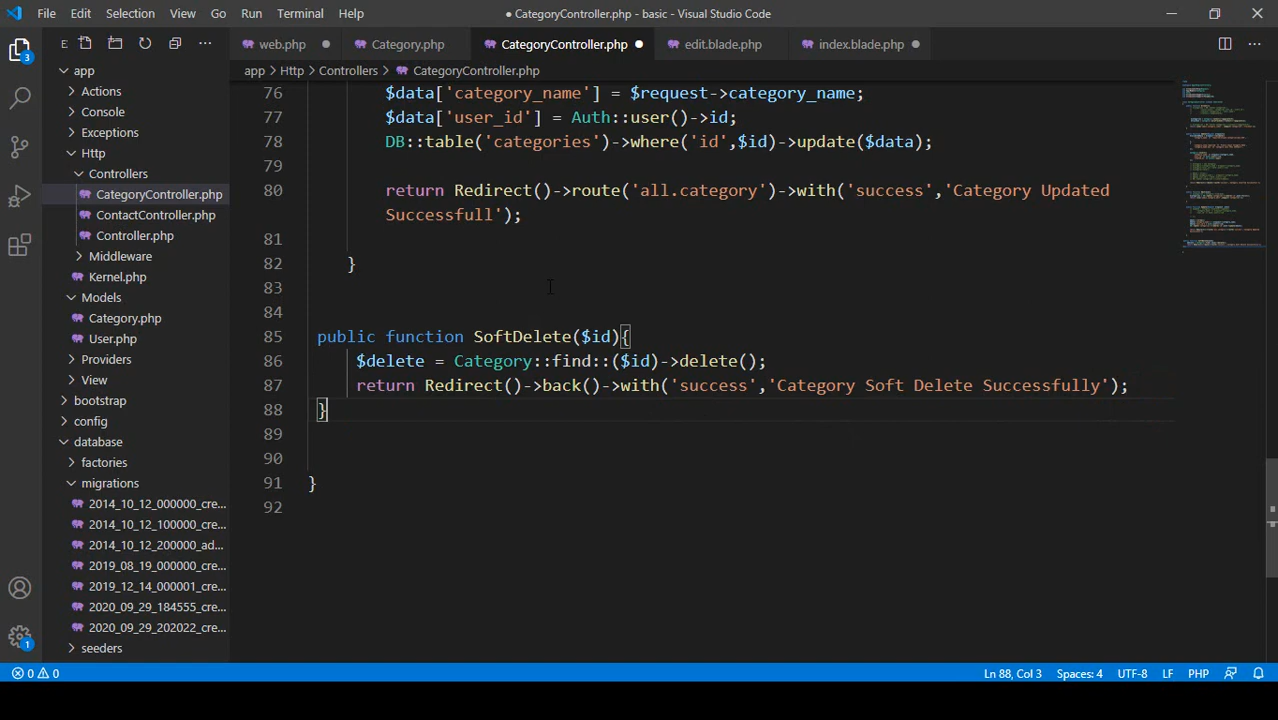 File Edit Selection View Go Run Terminal Help
● CategoryController.php - basic - Visual Studio Code
E
web.php
Category.php
CategoryController.php
edit.blade.php
index.blade.php
app > Http > Controllers > CategoryController.php
3
app
Actions
Console
Exceptions
Http
Controllers
CategoryController.php
ContactController.php
Controller.php
Middleware
Kernel.php
Models
Category.php
User.php
Providers
View
bootstrap
config
database
factories
migrations
2014_10_12_000000_cre...
2014_10_12_100000_cre...
2014_10_12_200000_ad...
2019_08_19_000000_cre...
2019_12_14_000001_cre...
2020_09_29_184555_cre...
2020_09_29_202022_cre...
seeders
1
76 $data['category_name'] = $request->category_name;
77 $data['user_id'] = Auth::user()->id;
78 DB::table('categories')->where('id',$id)->update($data);
79
80 return Redirect()->route('all.category')->with('success','Category Updated
Successfull');
81
82 }
83
84
85 public function SoftDelete($id){
86 $delete = Category::find::($id)->delete();
87 return Redirect()->back()->with('success','Category Soft Delete Successfully');
88 }
89
90
91 }
92
0 0
Ln 88, Col 3 Spaces: 4 UTF-8 LF PHP